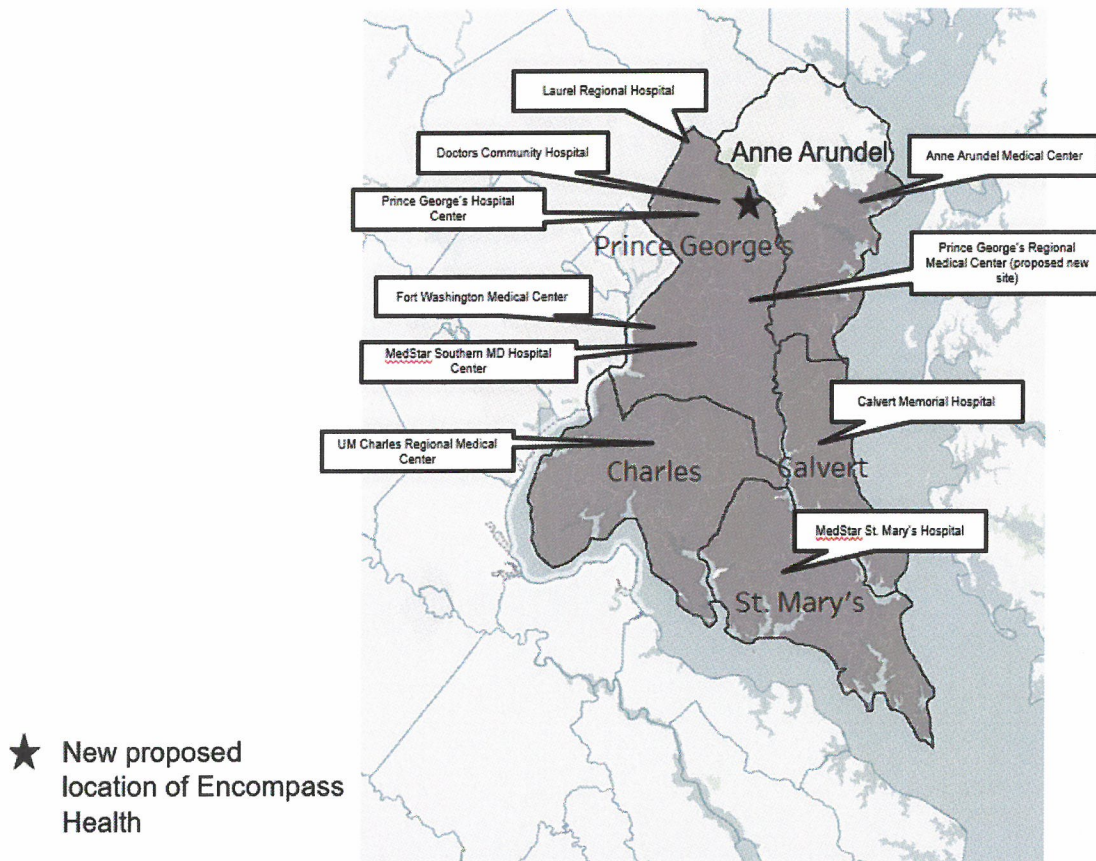 Laurel Regional Hospital
Doctors Community Hospital
Anne Arundel
Anne Arundel Medical Center
Prince George's Hospital
Center
Prince George's
Prince George's Regional
Medical Center (proposed new
site)
Fort Washington Medical Center
MedStar Southern MD Hospital
Center
Calvert Memorial Hospital
UM Charles Regional Medical
Center
Charles
Calvert
MedStar St. Mary's Hospital
St. Mary's
New proposed
location of Encompass
Health